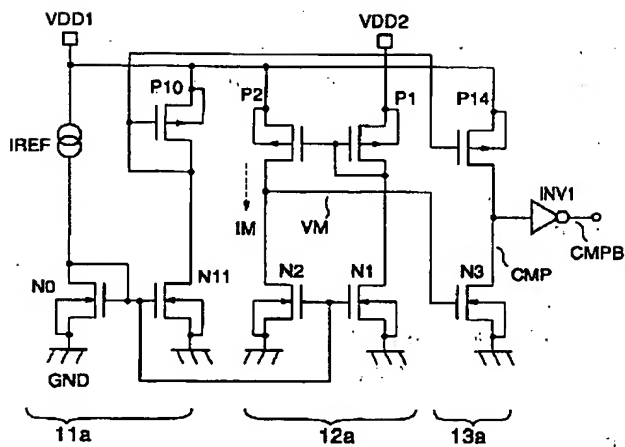 VDD1
VDD2
P10
P2
P1
P14
IREF
INV1
IM
VM
CMPB
CMP
N0
N11
N2
N1
N3
GND
11a
12a
13a